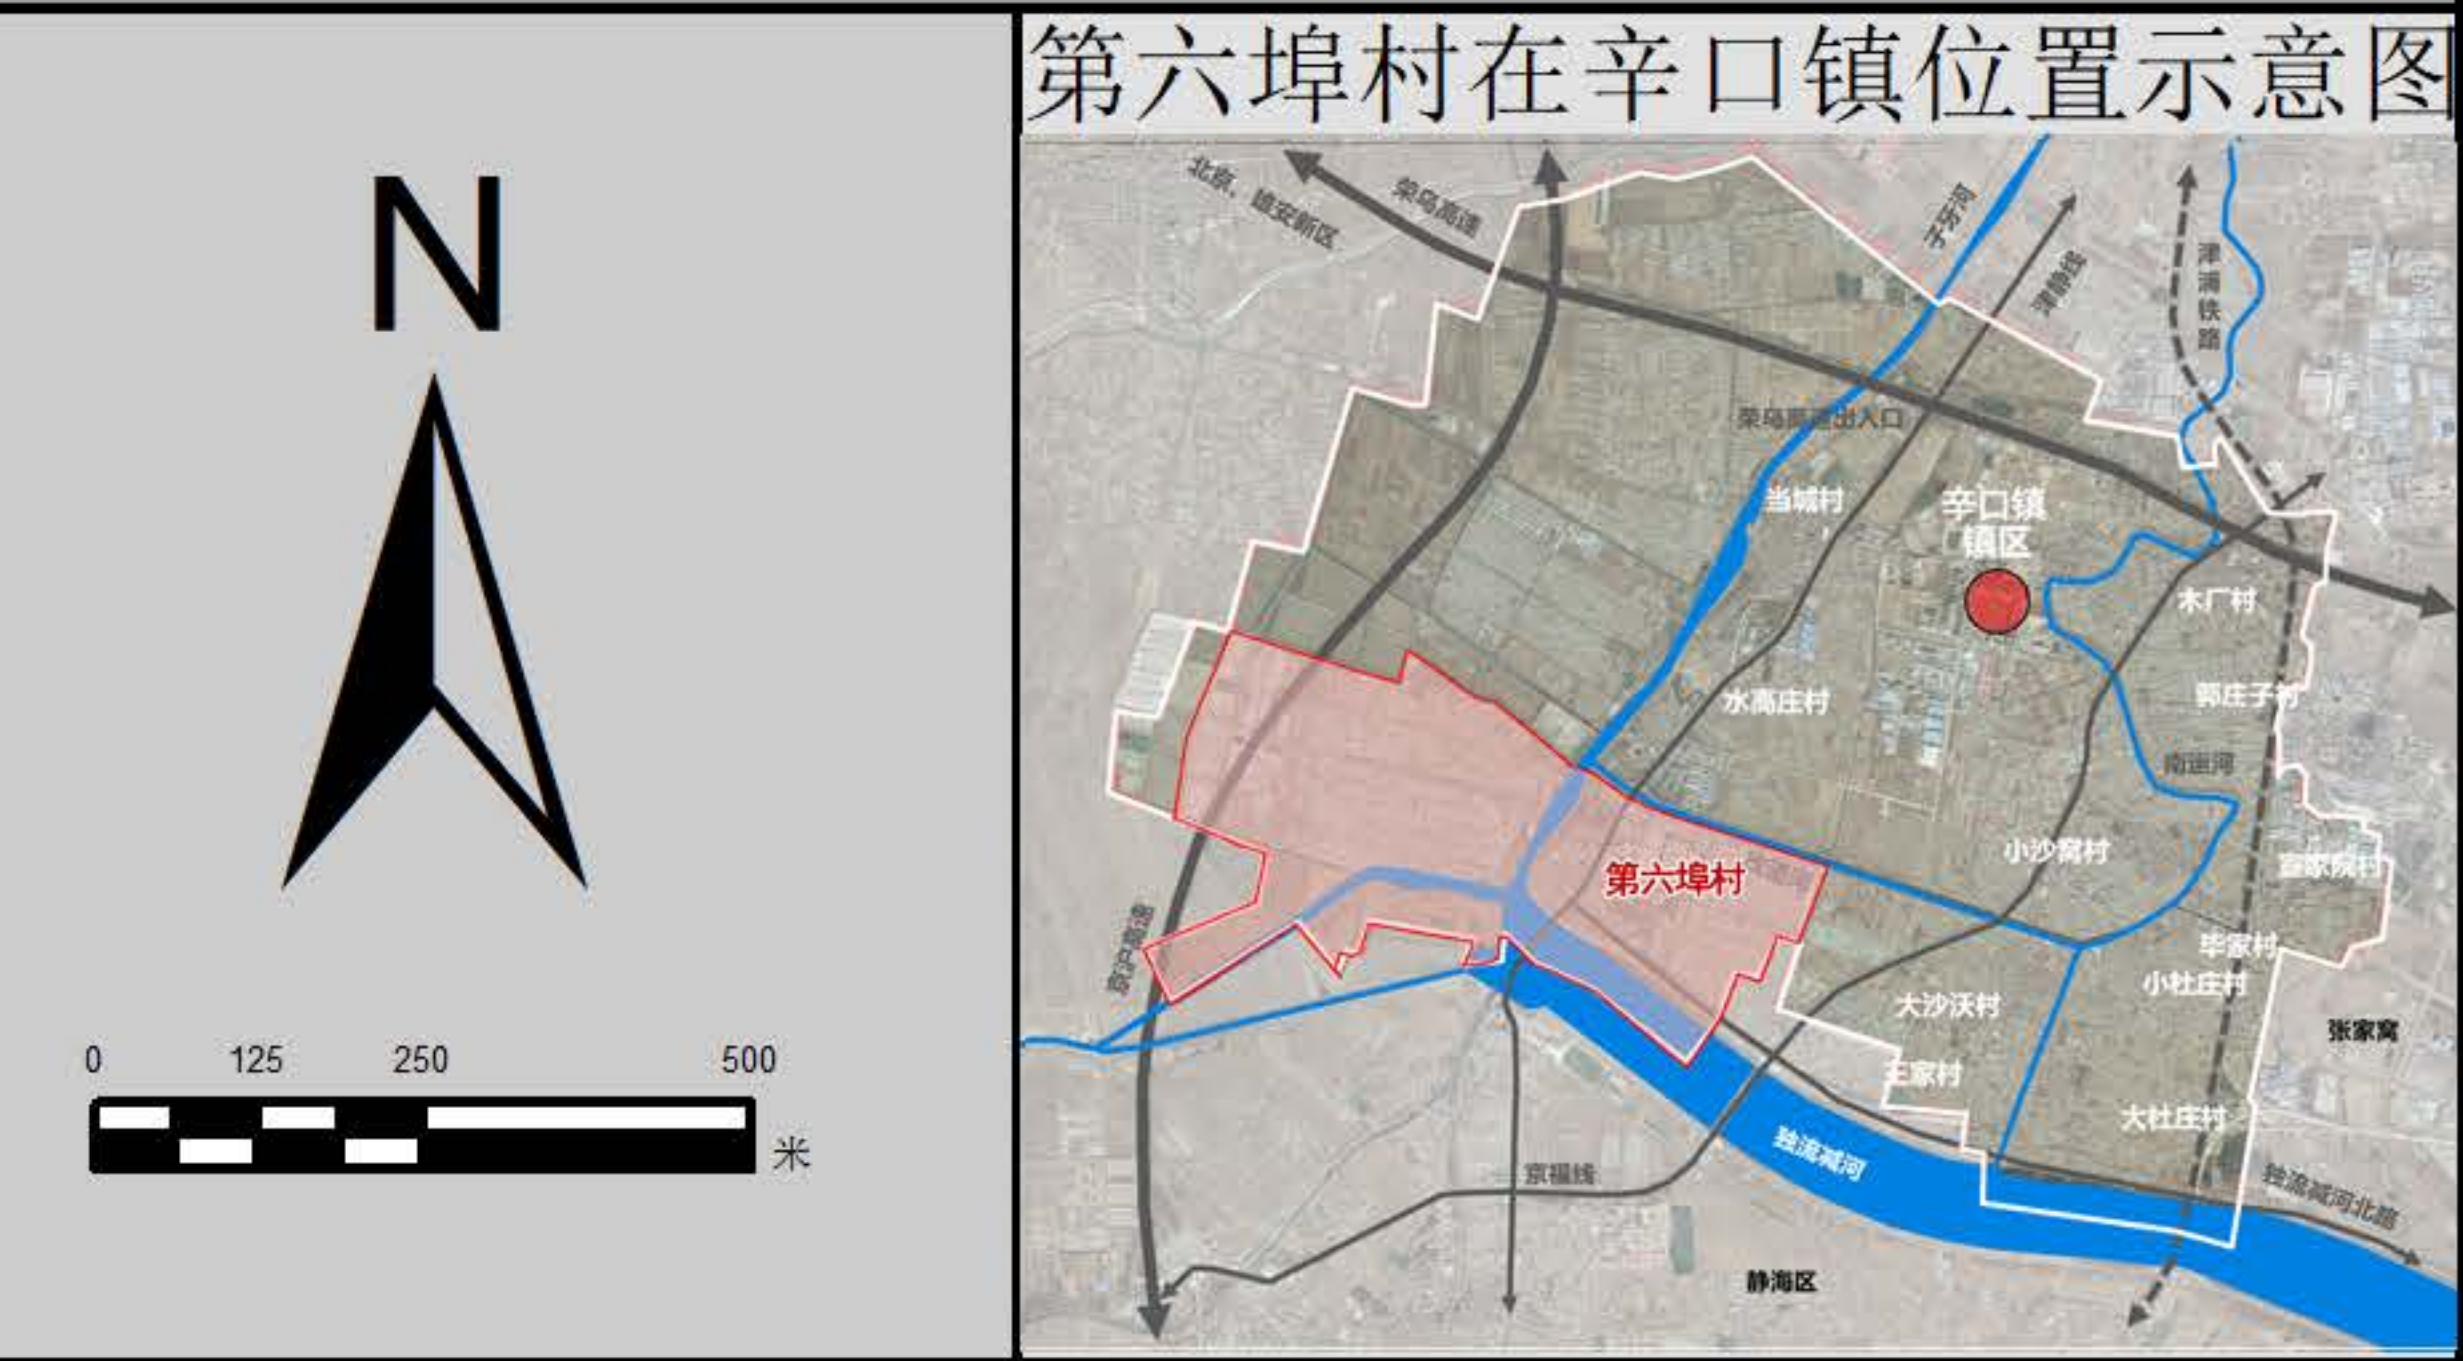 第六埠村在辛口镇位置示意图
N
0 125 250 500
米
北京、雄安新区
荣乌高速
子牙河
津静线
津浦铁路
荣乌高速出入口
当城村
辛口镇
镇区
木厂村
水高庄村
郭庄子村
南运河
第六埠村
小沙窝村
京沪高速
毕家村
小杜庄村
大沙沃村
张家窝
王家村
大杜庄村
独流减河
京福线
独流减河北路
静海区